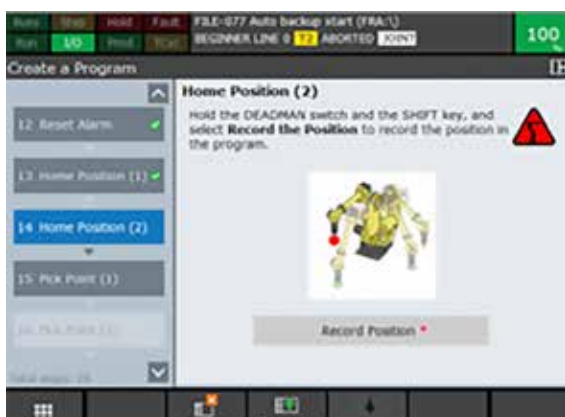 Busy Step Hold Fault
Run I/O Prod TCyc
FILE-077 Auto backup start (FRA:\)
BEGINNER LINE 0 T2 ABORTED JOINT
100
%
Create a Program
12 Reset Alarm
13 Home Position (1)
14 Home Position (2)
15 Pick Point (1)
Home Position (2)
Hold the DEADMAN switch and the SHIFT key, and
select Record the Position to record the position in
the program.
Record Position *